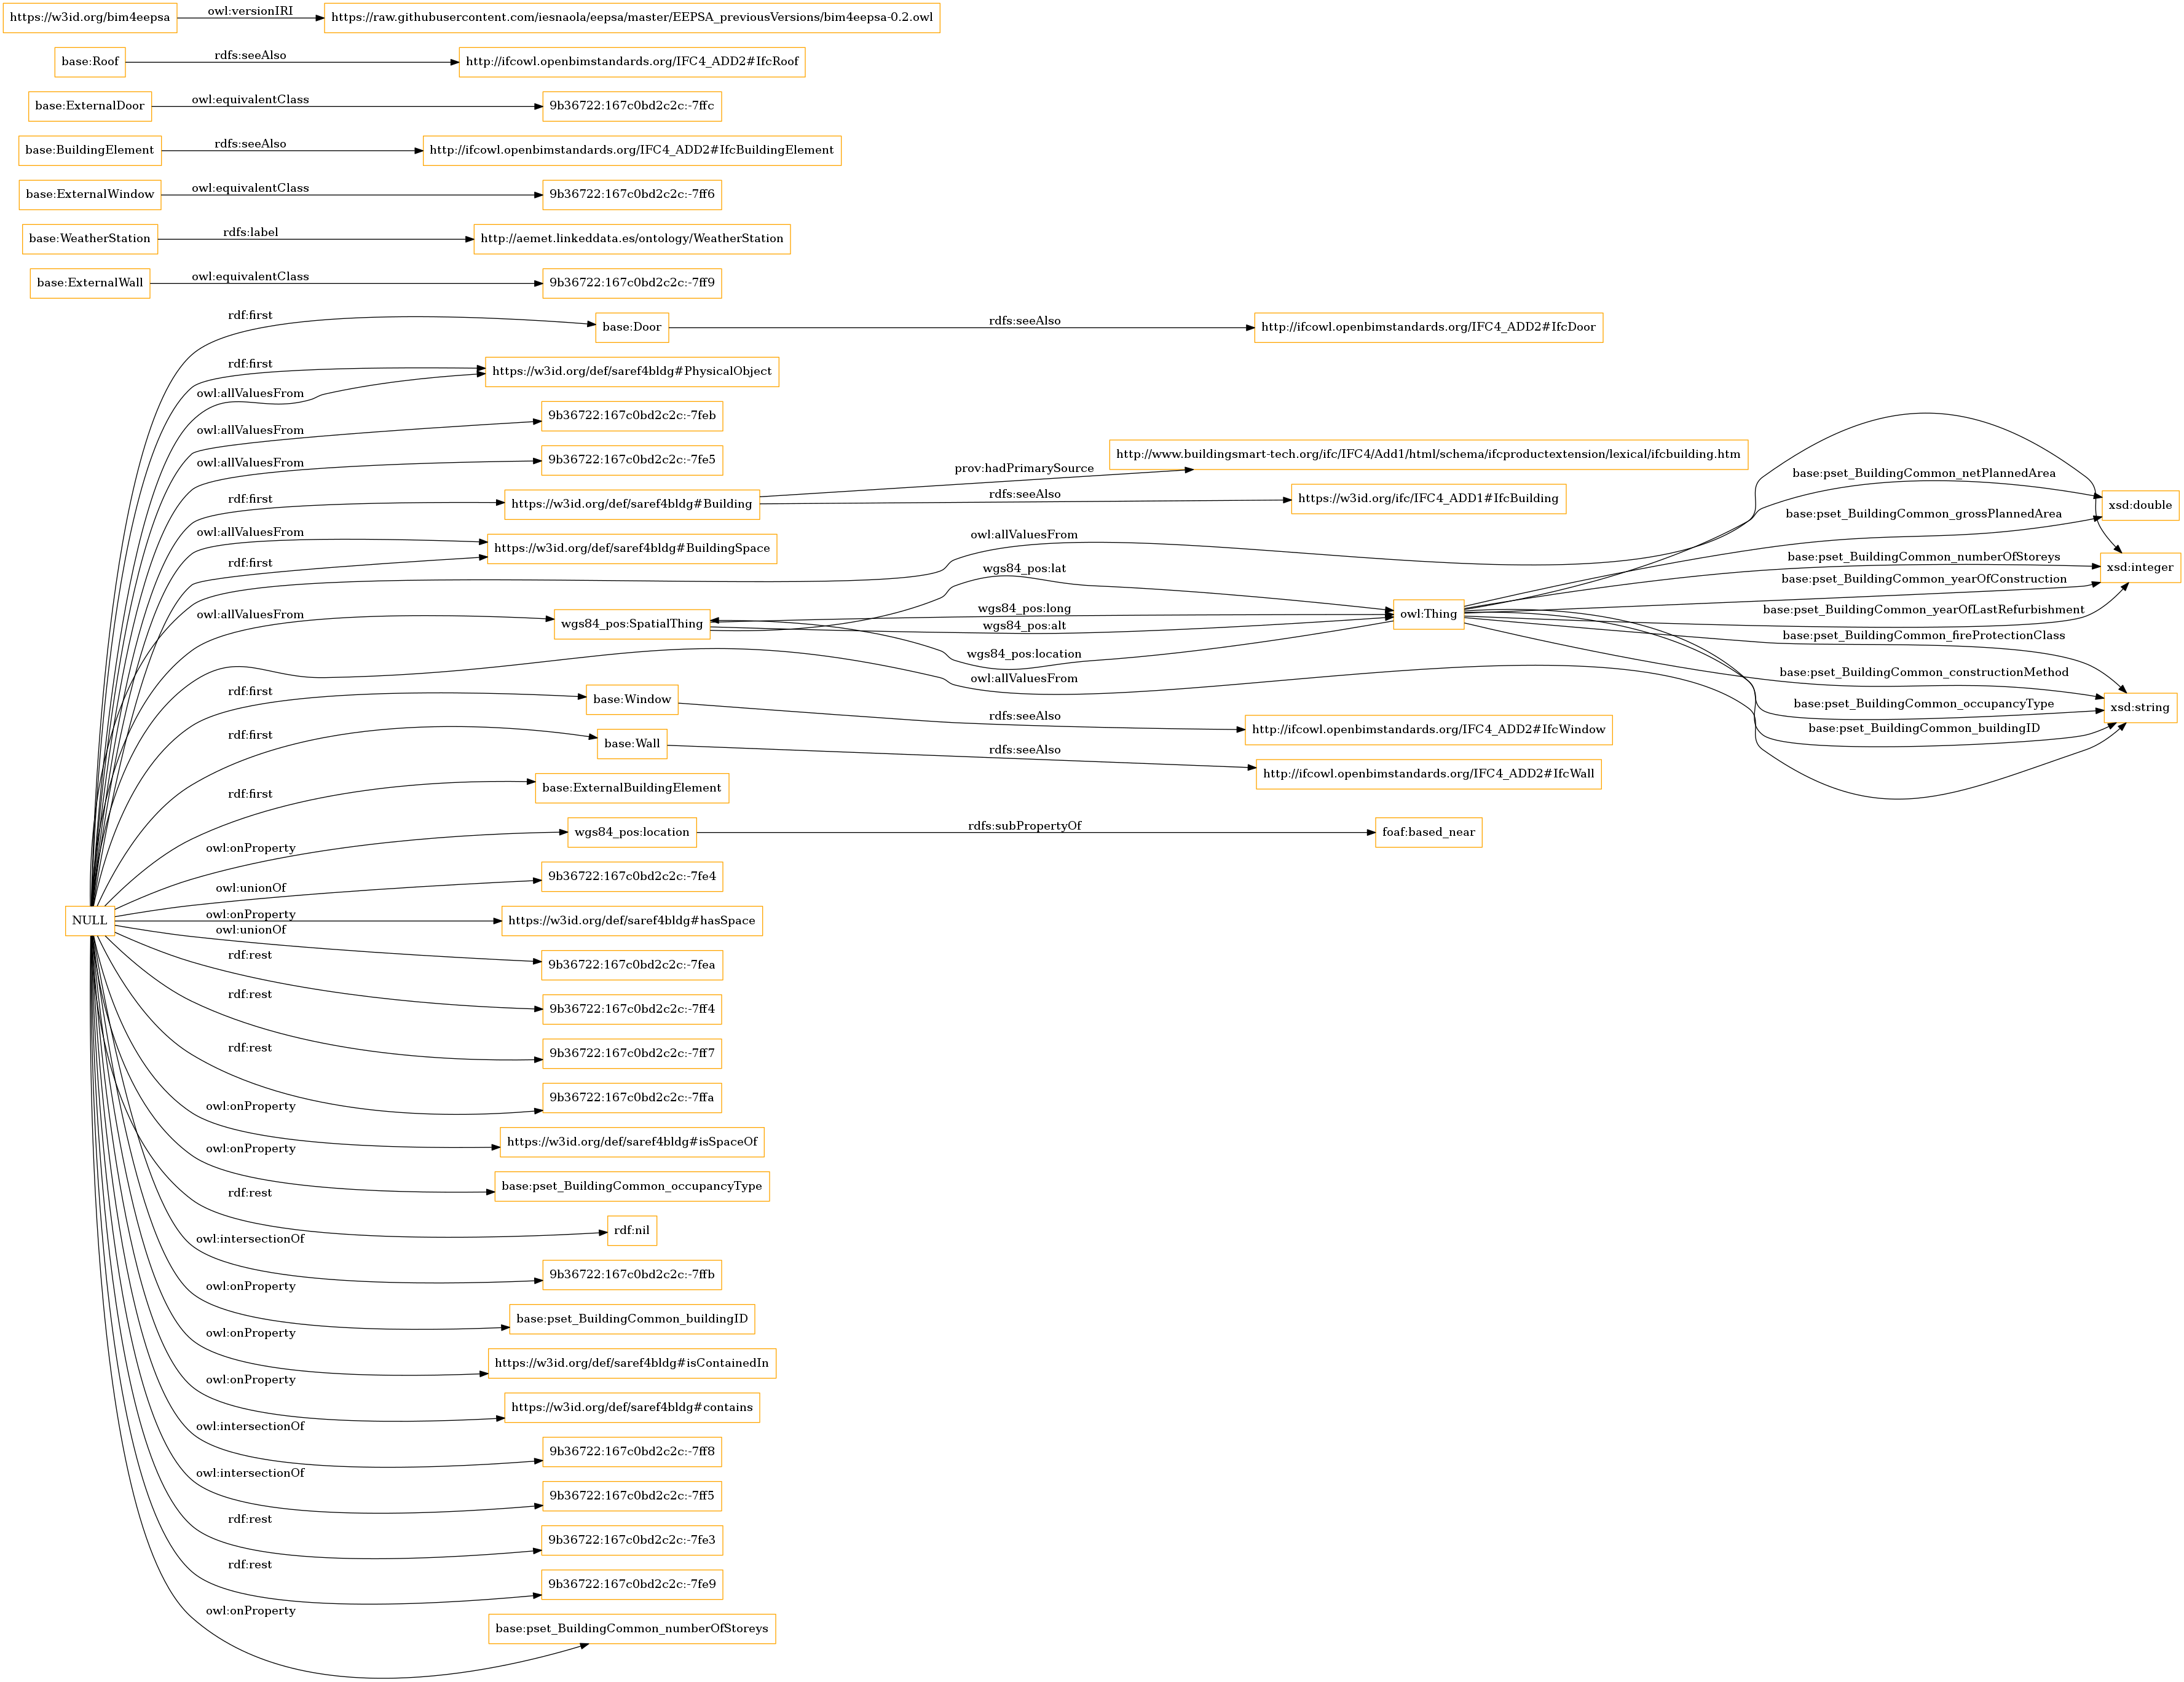 https://w3id.org/bim4eepsa
owl:versionIRI
https://raw.githubusercontent.com/iesnaola/eepsa/master/EEPSA_previousVersions/bim4eepsa-0.2.owl
base:Roof
rdfs:seeAlso
http://ifcowl.openbimstandards.org/IFC4_ADD2#IfcRoof
base:ExternalDoor
owl:equivalentClass
9b36722:167c0bd2c2c:-7ffc
base:BuildingElement
rdfs:seeAlso
http://ifcowl.openbimstandards.org/IFC4_ADD2#IfcBuildingElement
base:ExternalWindow
owl:equivalentClass
9b36722:167c0bd2c2c:-7ff6
base:WeatherStation
rdfs:label
http://aemet.linkeddata.es/ontology/WeatherStation
base:ExternalWall
owl:equivalentClass
9b36722:167c0bd2c2c:-7ff9
rdf:first
base:Door
rdfs:seeAlso
http://ifcowl.openbimstandards.org/IFC4_ADD2#IfcDoor
rdf:first
https://w3id.org/def/saref4bldg#PhysicalObject
owl:allValuesFrom
9b36722:167c0bd2c2c:-7feb
owl:allValuesFrom
9b36722:167c0bd2c2c:-7fe5
owl:allValuesFrom
http://www.buildingsmart-tech.org/ifc/IFC4/Add1/html/schema/ifcproductextension/lexical/ifcbuilding.htm
prov:hadPrimarySource
base:pset_BuildingCommon_netPlannedArea
rdf:first
https://w3id.org/def/saref4bldg#Building
rdfs:seeAlso
https://w3id.org/ifc/IFC4_ADD1#IfcBuilding
xsd:double
base:pset_BuildingCommon_grossPlannedArea
owl:allValuesFrom
owl:allValuesFrom
https://w3id.org/def/saref4bldg#BuildingSpace
rdf:first
base:pset_BuildingCommon_numberOfStoreys
wgs84_pos:lat
xsd:integer
base:pset_BuildingCommon_yearOfConstruction
owl:allValuesFrom
wgs84_pos:SpatialThing
wgs84_pos:long
owl:Thing
base:pset_BuildingCommon_yearOfLastRefurbishment
wgs84_pos:alt
base:pset_BuildingCommon_fireProtectionClass
wgs84_pos:location
owl:allValuesFrom
base:pset_BuildingCommon_constructionMethod
rdf:first
base:Window
base:pset_BuildingCommon_occupancyType
xsd:string
rdfs:seeAlso
http://ifcowl.openbimstandards.org/IFC4_ADD2#IfcWindow
base:pset_BuildingCommon_buildingID
rdf:first
base:Wall
rdfs:seeAlso
http://ifcowl.openbimstandards.org/IFC4_ADD2#IfcWall
rdf:first
base:ExternalBuildingElement
owl:onProperty
wgs84_pos:location
rdfs:subPropertyOf
foaf:based_near
owl:unionOf
9b36722:167c0bd2c2c:-7fe4
NULL
owl:onProperty
https://w3id.org/def/saref4bldg#hasSpace
owl:unionOf
9b36722:167c0bd2c2c:-7fea
rdf:rest
9b36722:167c0bd2c2c:-7ff4
rdf:rest
9b36722:167c0bd2c2c:-7ff7
rdf:rest
9b36722:167c0bd2c2c:-7ffa
owl:onProperty
https://w3id.org/def/saref4bldg#isSpaceOf
owl:onProperty
base:pset_BuildingCommon_occupancyType
rdf:rest
rdf:nil
owl:intersectionOf
9b36722:167c0bd2c2c:-7ffb
owl:onProperty
base:pset_BuildingCommon_buildingID
owl:onProperty
https://w3id.org/def/saref4bldg#isContainedIn
owl:onProperty
https://w3id.org/def/saref4bldg#contains
owl:intersectionOf
9b36722:167c0bd2c2c:-7ff8
owl:intersectionOf
9b36722:167c0bd2c2c:-7ff5
rdf:rest
9b36722:167c0bd2c2c:-7fe3
rdf:rest
9b36722:167c0bd2c2c:-7fe9
owl:onProperty
base:pset_BuildingCommon_numberOfStoreys